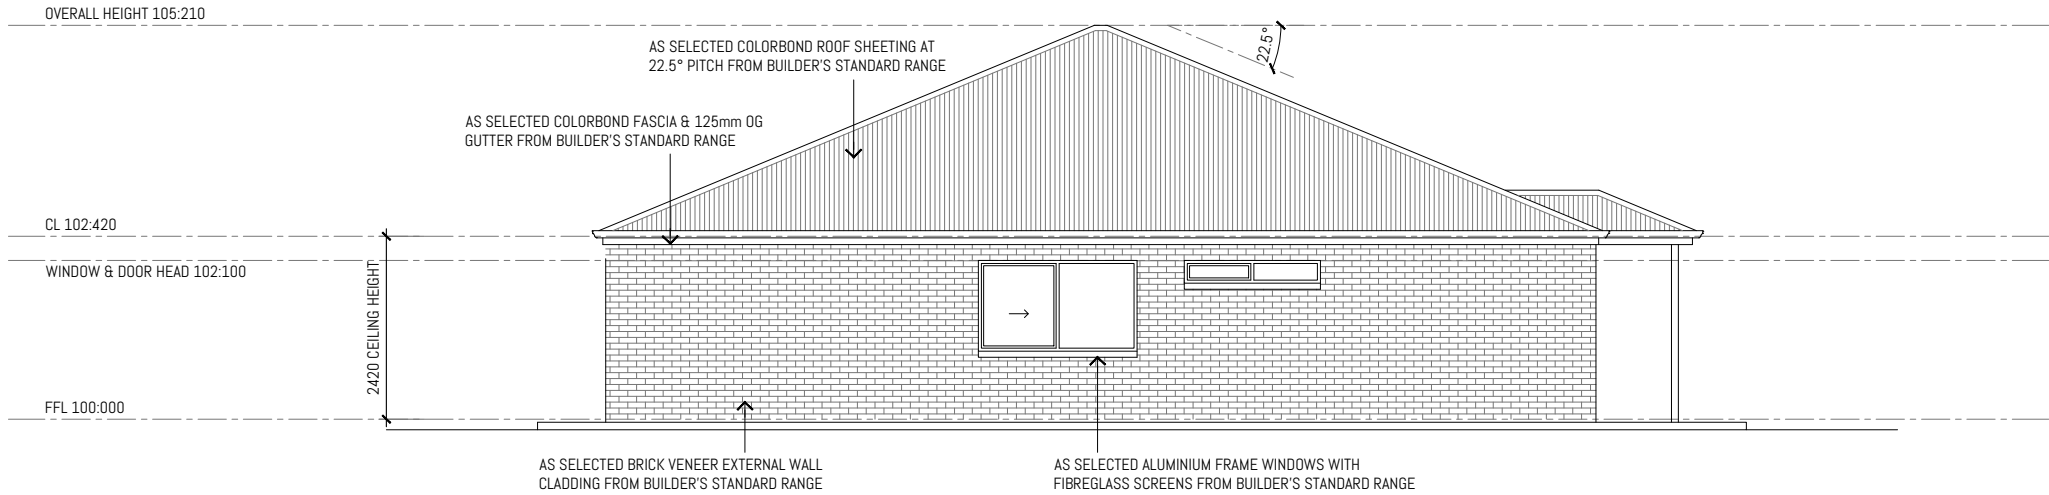 OVERALL HEIGHT 105:210
AS SELECTED COLORBOND ROOF SHEETING AT
22.5° PITCH FROM BUILDER'S STANDARD RANGE
22.5°
AS SELECTED COLORBOND FASCIA & 125mm OG
GUTTER FROM BUILDER'S STANDARD RANGE
CL 102:420
WINDOW & DOOR HEAD 102:100
2420 CEILING HEIGHT
FFL 100:000
AS SELECTED BRICK VENEER EXTERNAL WALL
CLADDING FROM BUILDER'S STANDARD RANGE
AS SELECTED ALUMINIUM FRAME WINDOWS WITH
FIBREGLASS SCREENS FROM BUILDER'S STANDARD RANGE